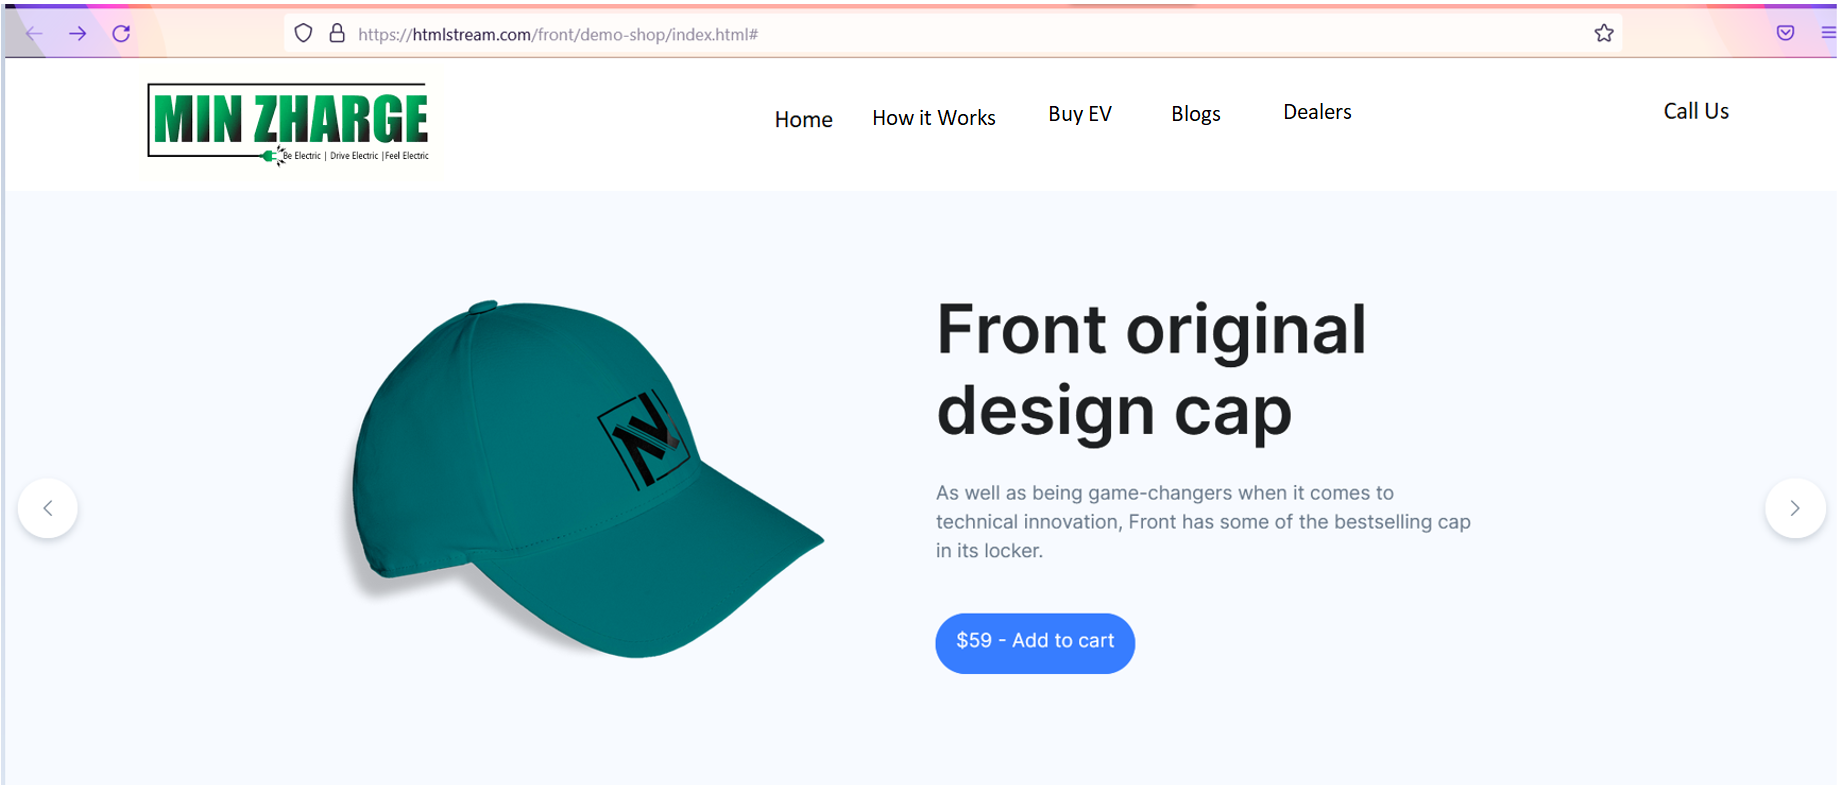 https://htmlstream.com/front/demo-shop/index.html#
MIN ZHARGE
Be Electric | Drive Electric |Feel Electric
Home
How it Works
Buy EV
Blogs
Dealers
Call Us
Front original
design cap
As well as being game-changers when it comes to
technical innovation, Front has some of the bestselling cap
in its locker.
$59 - Add to cart